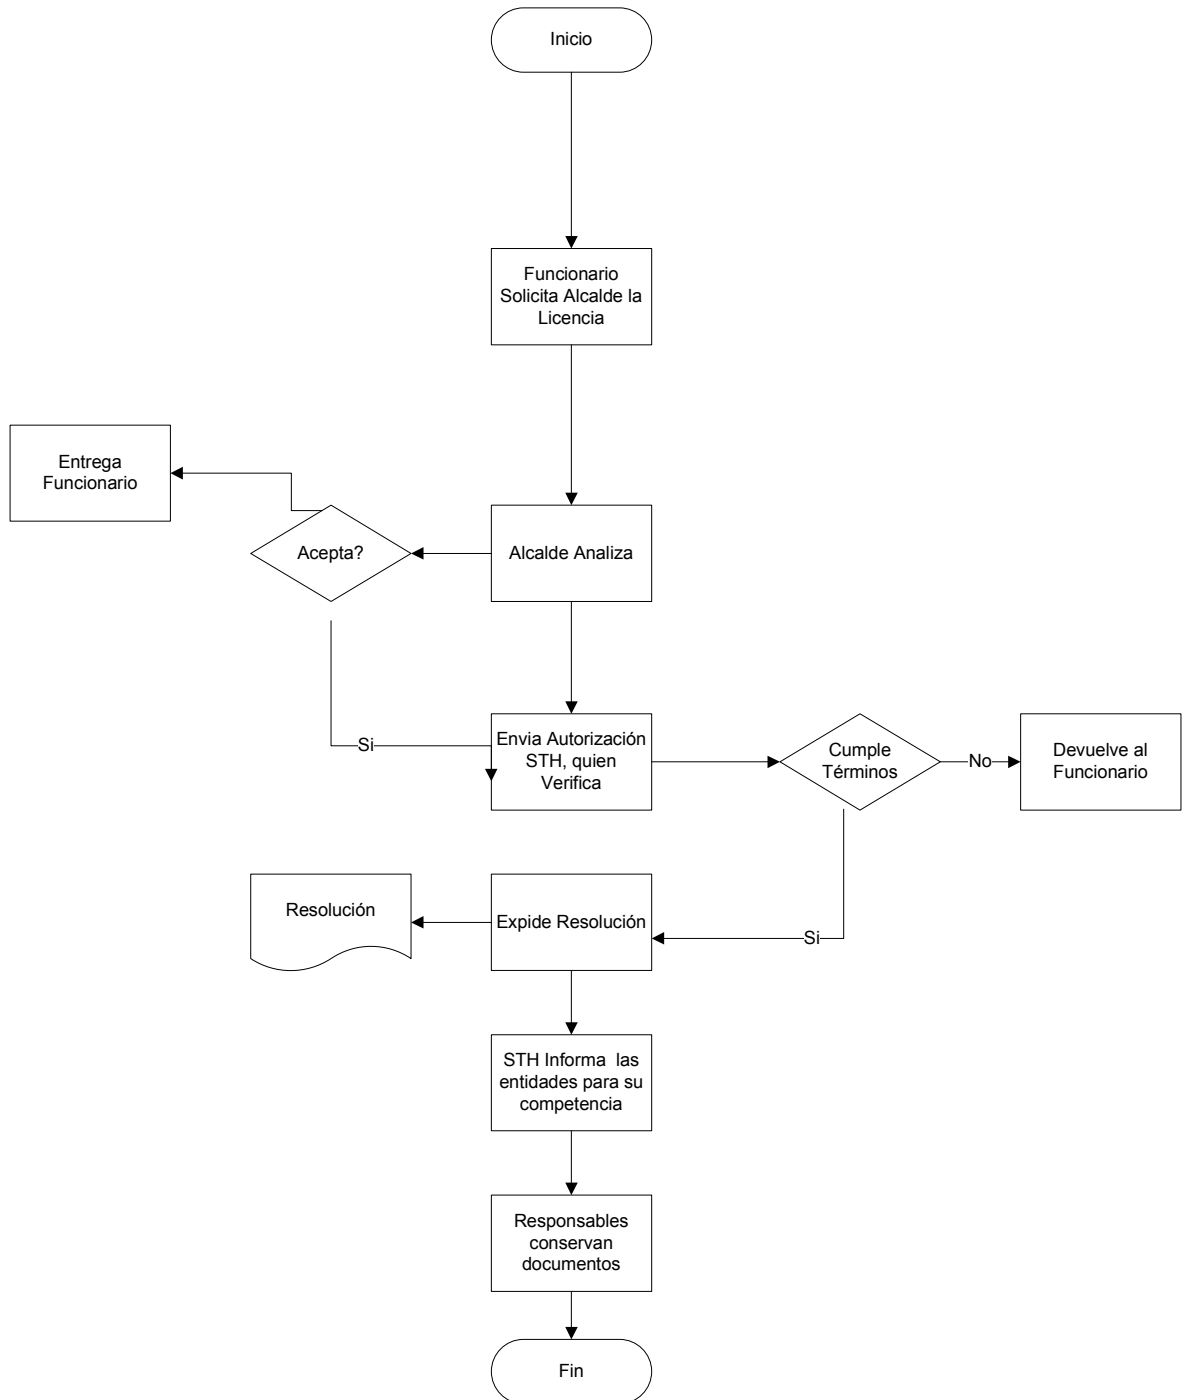 Inicio
Funcionario
Solicita Alcalde la
Licencia
Entrega
Funcionario
Acepta?
Alcalde Analiza
Si
Envia Autorización
STH, quien
Verifica
Cumple
Términos
No
Devuelve al
Funcionario
Resolución
Expide Resolución
Si
STH Informa  las
entidades para su
competencia
Responsables
conservan
documentos
Fin